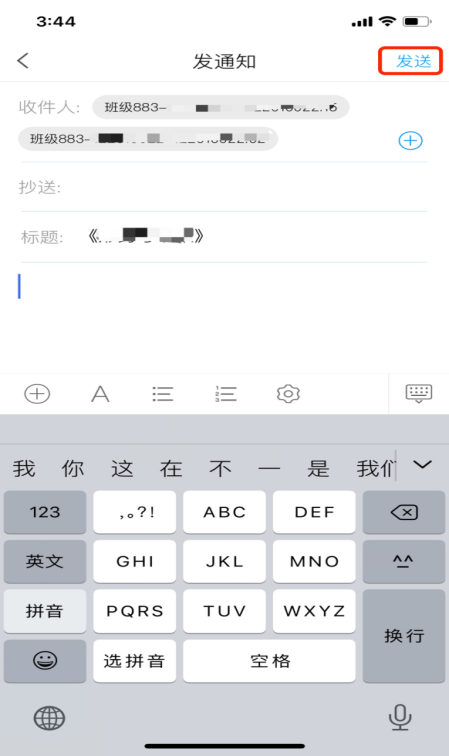 3:44
发通知
发送
收件人: 班级883-
班级883-
抄送:
标题: 《 》
A
我 你 这 在 不 一 是 我们
123 ,。?! ABC DEF
英文 GHI JKL MNO ^^
拼音 PQRS TUV WXYZ 换行
选拼音 空格